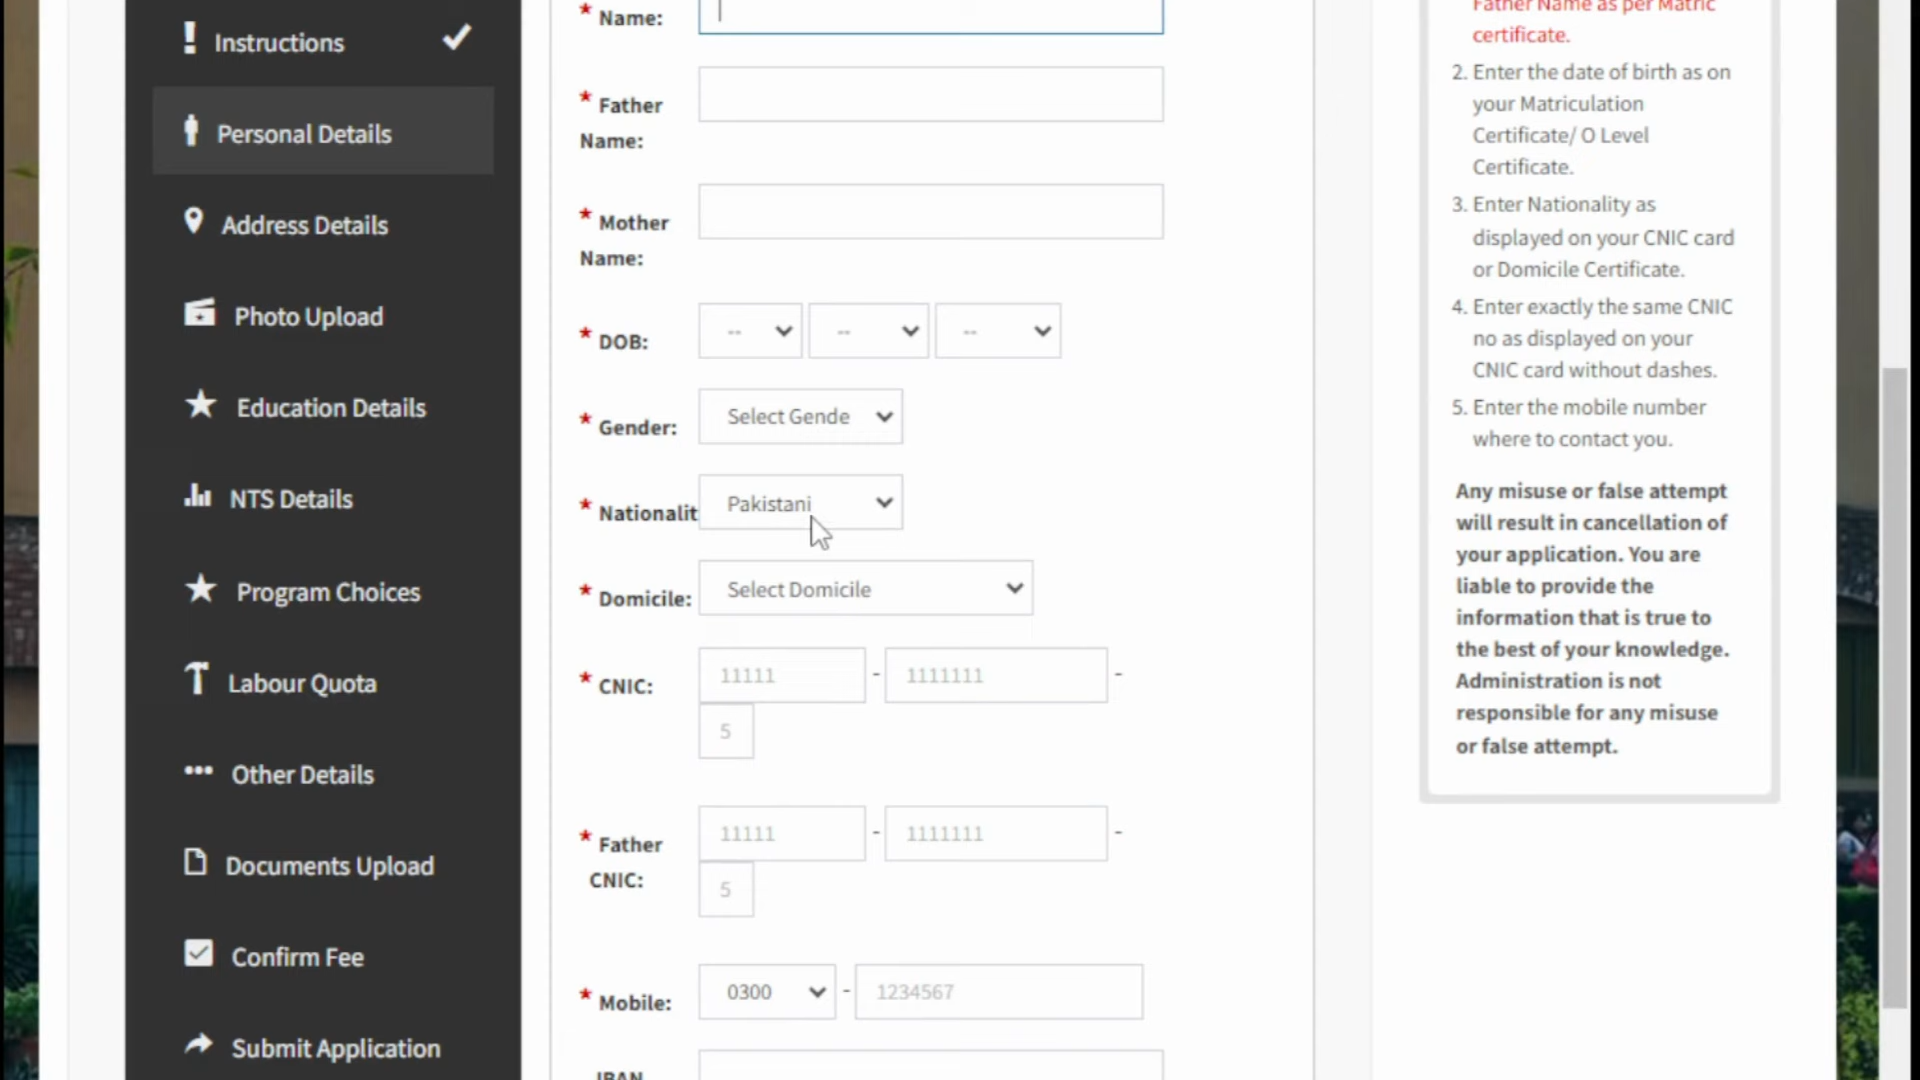 Instructions
Personal Details
Address Details
Photo Upload
Education Details
NTS Details
Program Choices
Labour Quota
Other Details
Documents Upload
Confirm Fee
Submit Application
* Name:
* Father
Name:
* Mother
Name:
* DOB: -- -- --
* Gender: Select Gende
* Nationalit Pakistani
* Domicile: Select Domicile
* CNIC: 11111 - 1111111 -
5
* Father 11111 - 1111111 -
CNIC: 5
* Mobile: 0300 - 1234567
IBAN
Father Name as per Matric
certificate.
2. Enter the date of birth as on
your Matriculation
Certificate/ O Level
Certificate.
3. Enter Nationality as
displayed on your CNIC card
or Domicile Certificate.
4. Enter exactly the same CNIC
no as displayed on your
CNIC card without dashes.
5. Enter the mobile number
where to contact you.
Any misuse or false attempt
will result in cancellation of
your application. You are
liable to provide the
information that is true to
the best of your knowledge.
Administration is not
responsible for any misuse
or false attempt.